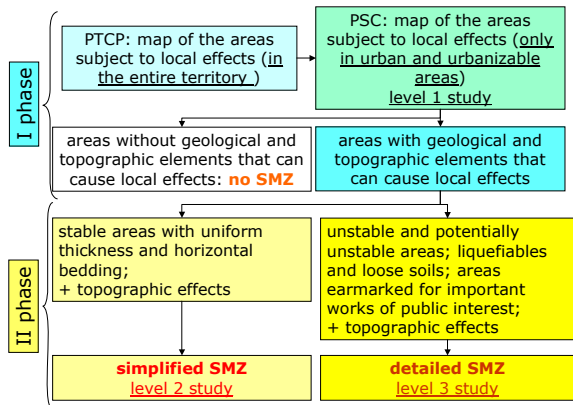 PTCP: map of the areas
subject to local effects (in
the entire territory )
PSC: map of the areas
subject to local effects (only
in urban and urbanizable
areas)
level 1 study
I phase
areas without geological and
topographic elements that can
cause local effects: no SMZ
areas with geological and
topographic elements that
can cause local effects
II phase
stable areas with uniform
thickness and horizontal
bedding;
+ topographic effects
unstable and potentially
unstable areas; liquefiables
and loose soils; areas
earmarked for important
works of public interest;
+ topographic effects
simplified SMZ
level 2 study
detailed SMZ
level 3 study